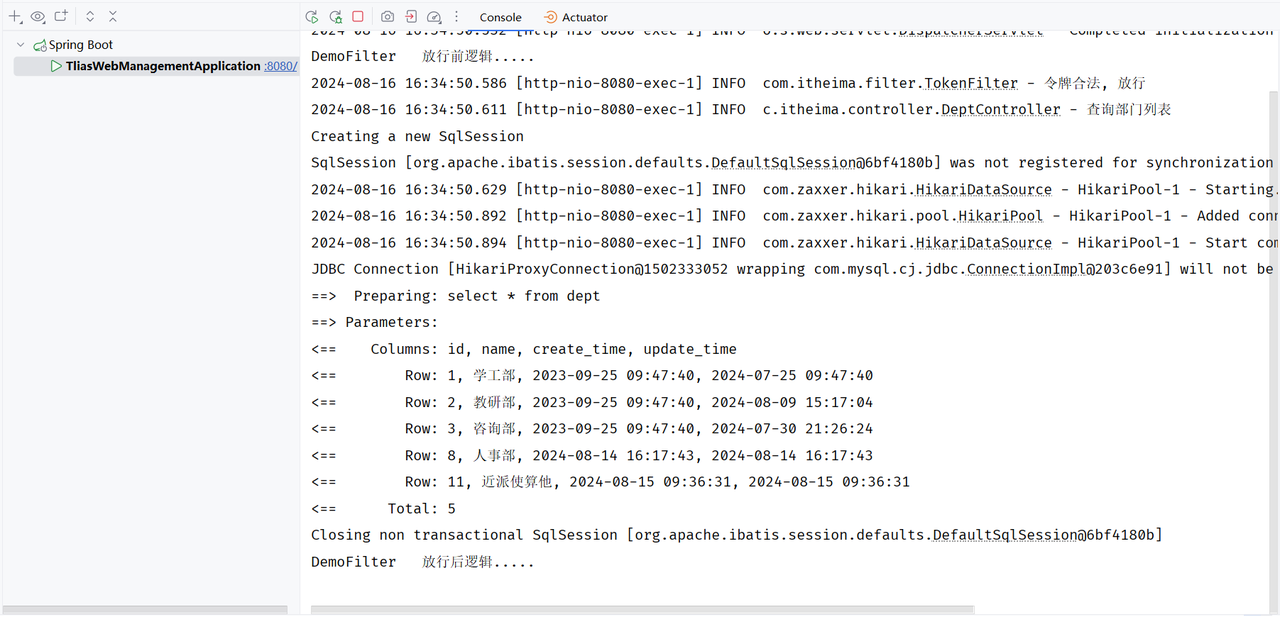 Console
Actuator
Spring Boot
TliasWebManagementApplication :8080/
2024-08-16 16:34:50.552 [http-nio-8080-exec-1] INFO o.s.web.servlet.DispatcherServlet - Completed initialization
DemoFilter 放行前逻辑.....
2024-08-16 16:34:50.586 [http-nio-8080-exec-1] INFO com.itheima.filter.TokenFilter - 令牌合法, 放行
2024-08-16 16:34:50.611 [http-nio-8080-exec-1] INFO c.itheima.controller.DeptController - 查询部门列表
Creating a new SqlSession
SqlSession [org.apache.ibatis.session.defaults.DefaultSqlSession@6bf4180b] was not registered for synchronization
2024-08-16 16:34:50.629 [http-nio-8080-exec-1] INFO com.zaxxer.hikari.HikariDataSource - HikariPool-1 - Starting.
2024-08-16 16:34:50.892 [http-nio-8080-exec-1] INFO com.zaxxer.hikari.pool.HikariPool - HikariPool-1 - Added con
2024-08-16 16:34:50.894 [http-nio-8080-exec-1] INFO com.zaxxer.hikari.HikariDataSource - HikariPool-1 - Start com
JDBC Connection [HikariProxyConnection@1502333052 wrapping com.mysql.cj.jdbc.ConnectionImpl@203c6e91] will not be
==> Preparing: select * from dept
==> Parameters:
<== Columns: id, name, create_time, update_time
<== Row: 1, 学工部, 2023-09-25 09:47:40, 2024-07-25 09:47:40
<== Row: 2, 教研部, 2023-09-25 09:47:40, 2024-08-09 15:17:04
<== Row: 3, 咨询部, 2023-09-25 09:47:40, 2024-07-30 21:26:24
<== Row: 8, 人事部, 2024-08-14 16:17:43, 2024-08-14 16:17:43
<== Row: 11, 近派使算他, 2024-08-15 09:36:31, 2024-08-15 09:36:31
<== Total: 5
Closing non transactional SqlSession [org.apache.ibatis.session.defaults.DefaultSqlSession@6bf4180b]
DemoFilter 放行后逻辑.....